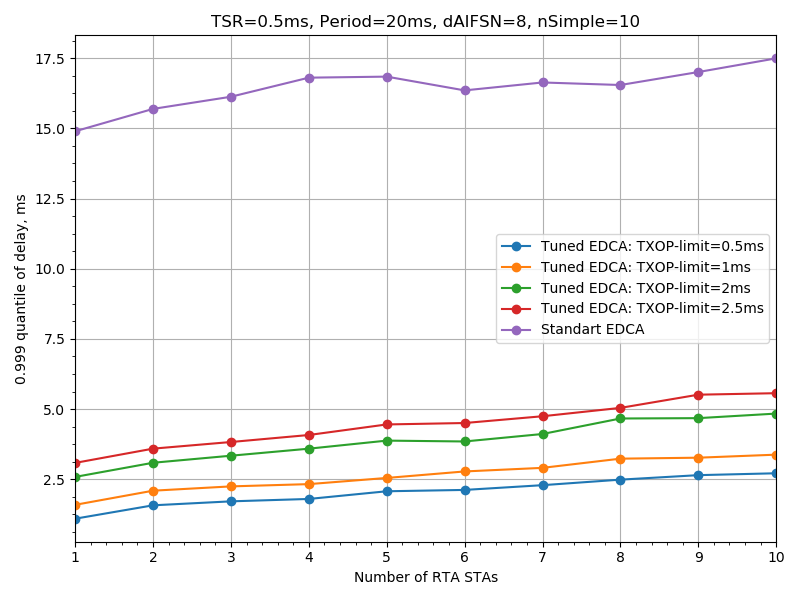 TSR=0.5ms, Period=20ms, dAIFSN=8, nSimple=10
0.999 quantile of delay, ms
17.5
15.0
12.5
10.0
7.5
5.0
2.5
Tuned EDCA: TXOP-limit=0.5ms
Tuned EDCA: TXOP-limit=1ms
Tuned EDCA: TXOP-limit=2ms
Tuned EDCA: TXOP-limit=2.5ms
Standart EDCA
1 2 3 4 5 6 7 8 9 10
Number of RTA STAs